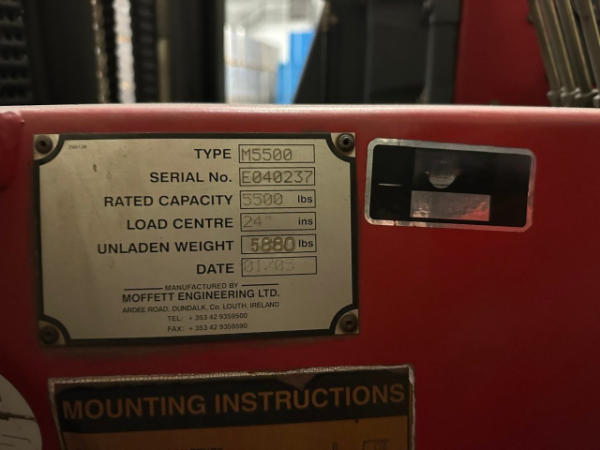 TYPE M5500
SERIAL No. E040237
RATED CAPACITY 5500 lbs
LOAD CENTRE 24" ins
UNLADEN WEIGHT 5880 lbs
DATE 01/03
MANUFACTURED BY
MOFFETT ENGINEERING LTD.
ARDEE ROAD, DUNDALK, Co. LOUTH, IRELAND
TEL: + 353 42 9359500
FAX: + 353 42 9359590
MOUNTING INSTRUCTIONS